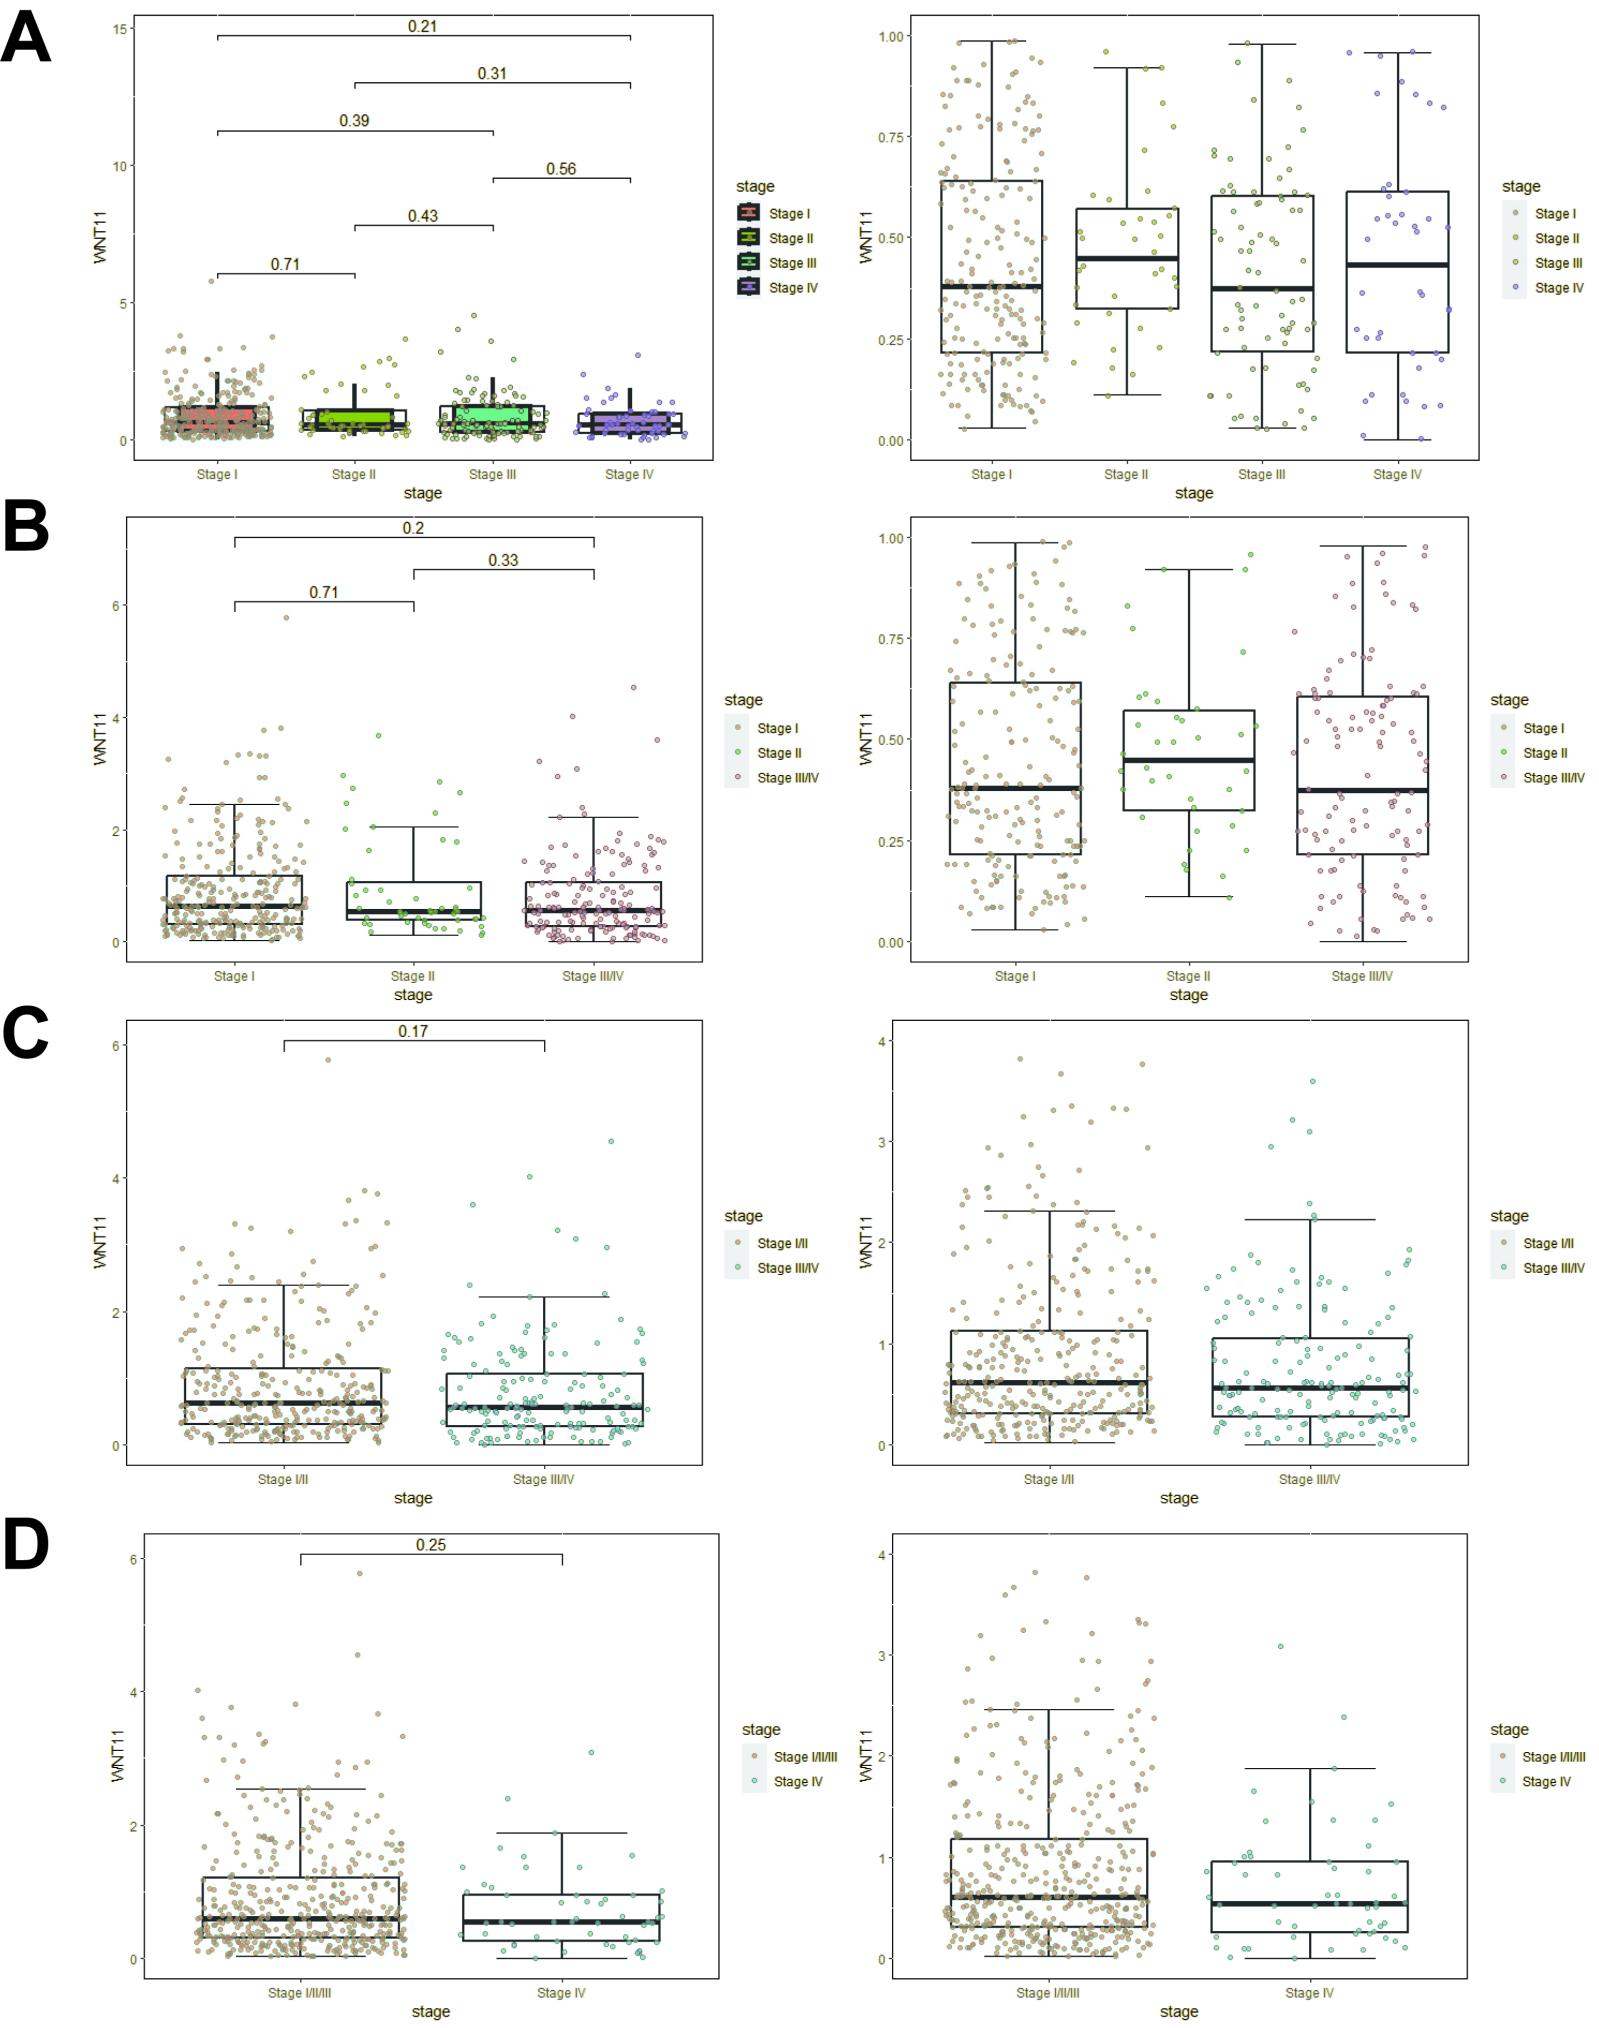 A
15
10
5
0
WNT11
0.21
0.31
0.39
0.56
0.43
0.71
Stage I
Stage II
Stage III
Stage IV
stage
stage
Stage I
Stage II
Stage III
Stage IV
1.00
0.75
0.50
0.25
0.00
WNT11
Stage I
Stage II
Stage III
Stage IV
stage
stage
Stage I
Stage II
Stage III
Stage IV
B
6
4
2
0
WNT11
0.2
0.33
0.71
Stage I
Stage II
Stage III/IV
stage
stage
Stage I
Stage II
Stage III/IV
1.00
0.75
0.50
0.25
0.00
WNT11
Stage I
Stage II
Stage III/IV
stage
stage
Stage I
Stage II
Stage III/IV
C
6
4
2
0
WNT11
0.17
Stage I/II
Stage III/IV
stage
stage
Stage I/II
Stage III/IV
4
3
2
1
0
WNT11
Stage I/II
Stage III/IV
stage
stage
Stage I/II
Stage III/IV
D
6
4
2
0
WNT11
0.25
Stage I/II/III
Stage IV
stage
stage
Stage I/II/III
Stage IV
4
3
2
1
0
WNT11
Stage I/II/III
Stage IV
stage
stage
Stage I/II/III
Stage IV